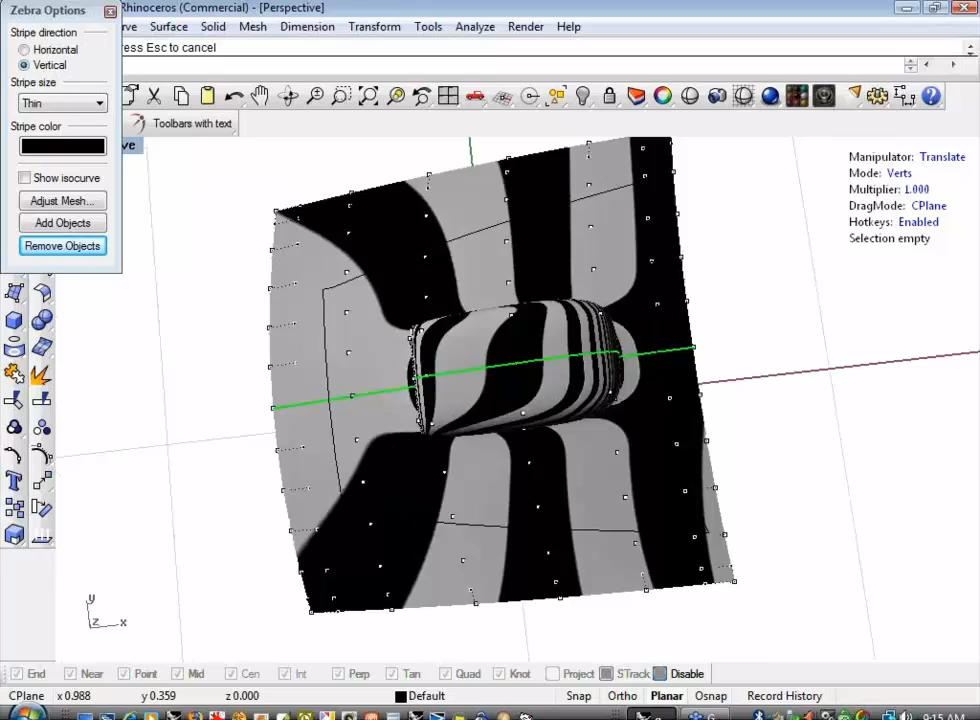 Zebra Options
Rhinoceros (Commercial) - [Perspective]
Surface Solid Mesh Dimension Transform Tools Analyze Render Help
ress Esc to cancel
Stripe direction
Horizontal
Vertical
Stripe size
Thin
Stripe color
Show isocurve
Adjust Mesh...
Add Objects
Remove Objects
Toolbars with text
ve
Manipulator: Translate
Mode: Verts
Multiplier: 1.000
DragMode: CPlane
Hotkeys: Enabled
Selection empty
y
z x
End Near Point Mid Cen Int Perp Tan Quad Knot Project STrack Disable
CPlane x 0.988 y 0.359 z 0.000 Default Snap Ortho Planar Osnap Record History
9:15 AM